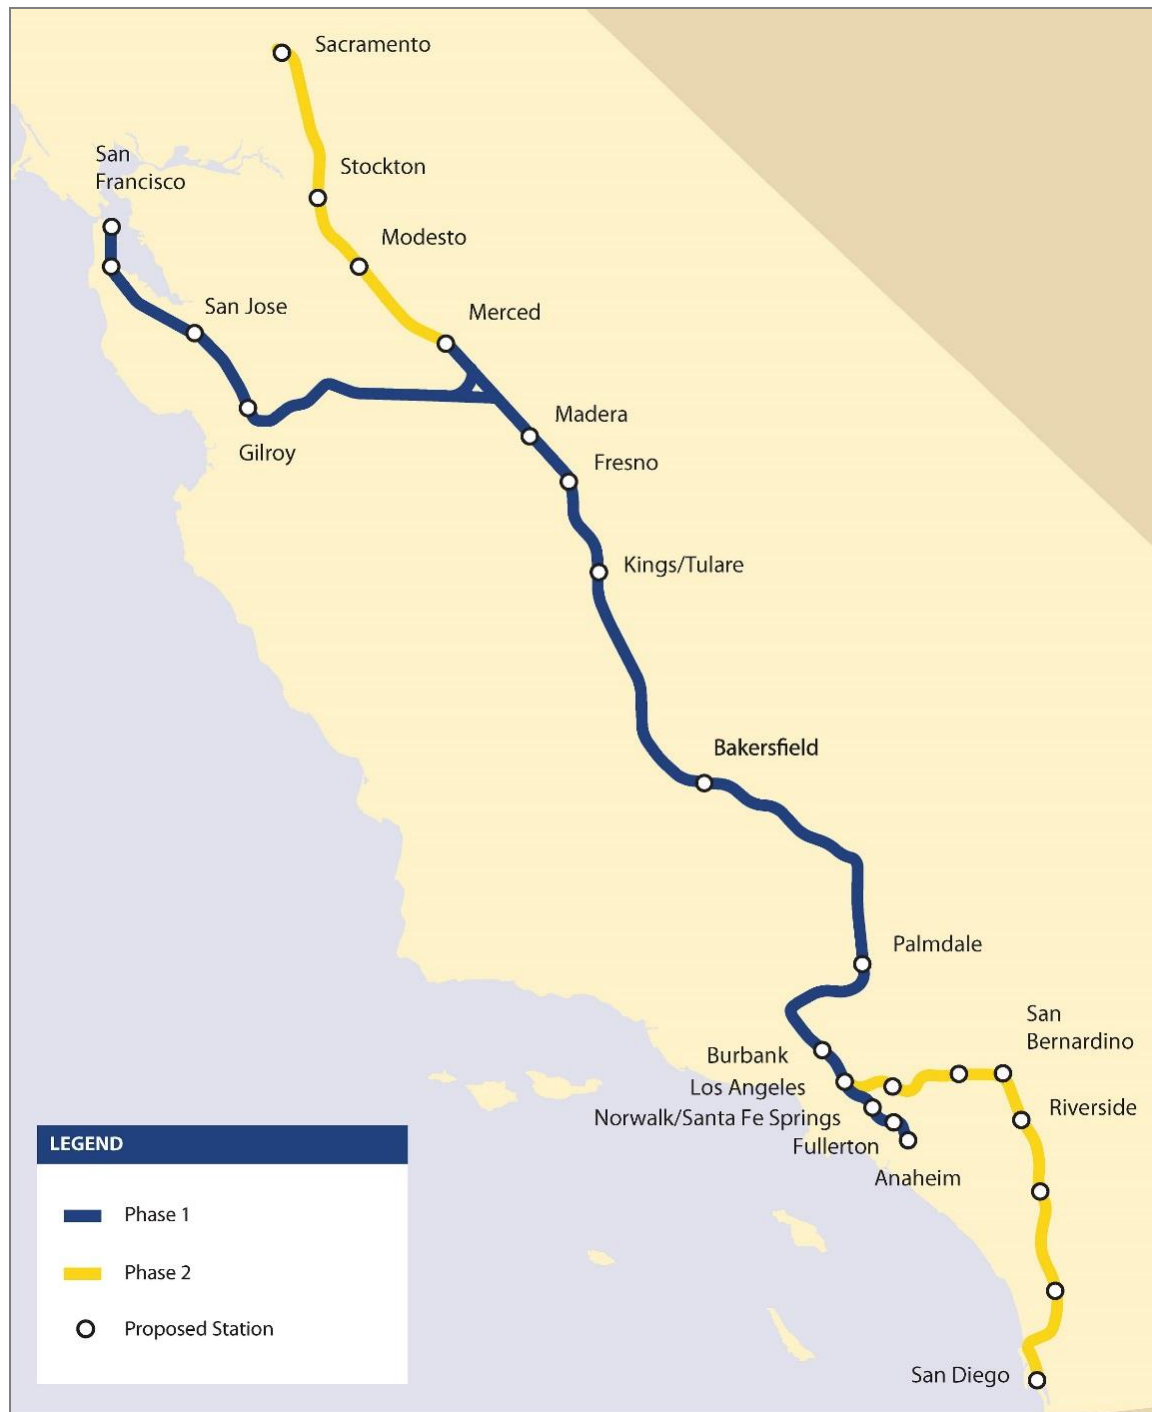 Sacramento
San
Francisco
Stockton
Modesto
San Jose
Merced
Madera
Gilroy
Fresno
Kings/Tulare
Bakersfield
Palmdale
San
Bernardino
Burbank
Los Angeles
Riverside
Norwalk/Santa Fe Springs
Fullerton
Anaheim
San Diego
LEGEND
Phase 1
Phase 2
Proposed Station